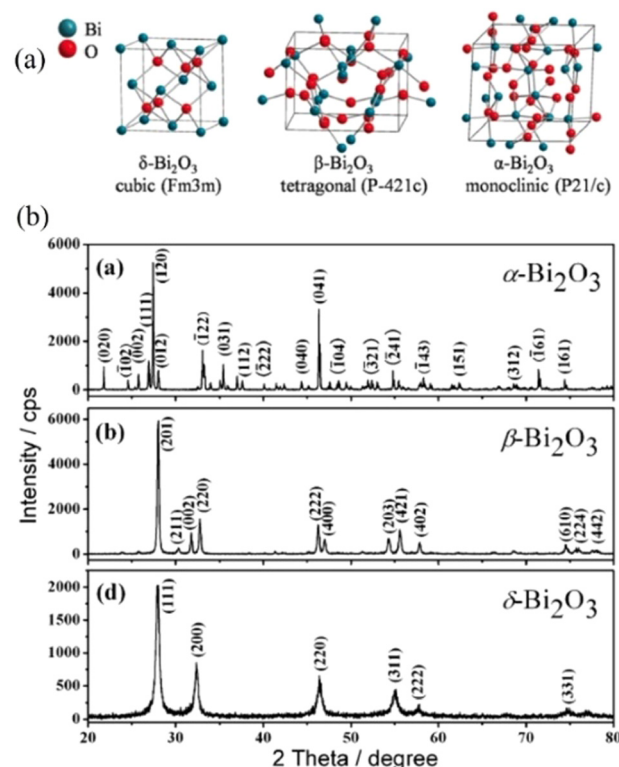 (a)
Bi
O
δ-Bi2O3
cubic (Fm3m)
β-Bi2O3
tetragonal (P-421c)
α-Bi2O3
monoclinic (P21/c)
(b)
(a)
α-Bi2O3
6000
4000
2000
0
(020)
(1̅02)
(002)
(111)
(120)
(012)
(1̅22)
(031)
(112)
(2̅22)
(040)
(041)
(1̅04)
(3̅21)
(2̅41)
(1̅43)
(151)
(312)
(1̅61)
(161)
(b)
β-Bi2O3
6000
4000
2000
0
(201)
(211)
(002)
(220)
(222)
(400)
(203)
(421)
(402)
(610)
(224)
(442)
(d)
δ-Bi2O3
2000
1500
1000
500
0
(111)
(200)
(220)
(311)
(222)
(331)
Intensity / cps
20 30 40 50 60 70 80
2 Theta / degree